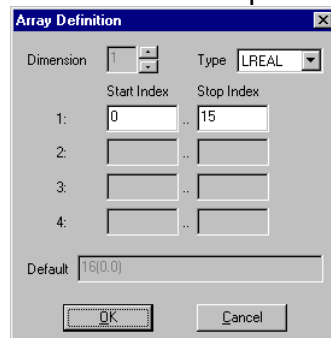 Array Definition
Dimension 1 Type LREAL
Start Index Stop Index
1: 0 .. 15
2: ..
3: ..
4: ..
Default 16(0.0)
OK Cancel